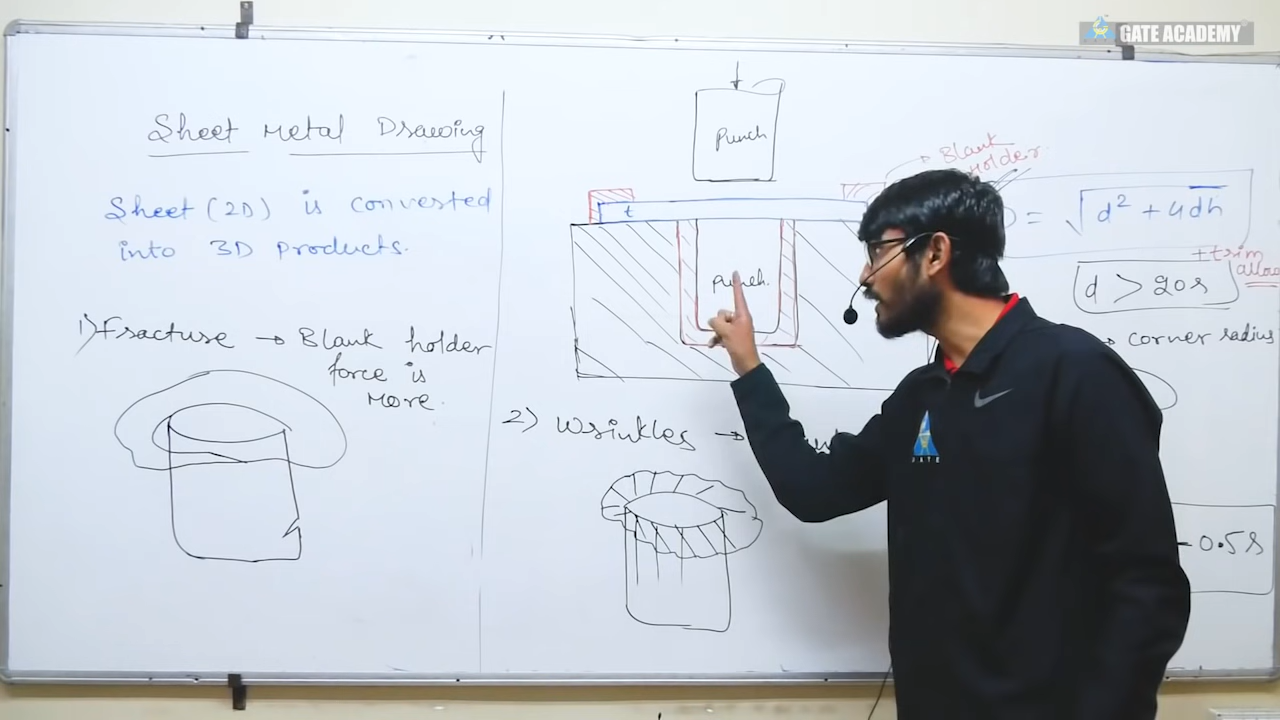 GATE ACADEMY
Sheet Metal Drawing
Sheet (2D) is converted
into 3D products.
1) Fracture → Blank holder
force is
more.
Punch
Blank
Holder
t
Punch.
2) Wrinkles →
D = √d² + 4dh
+ trim
d > 20r
→ corner radius
- 0.5r
GATE